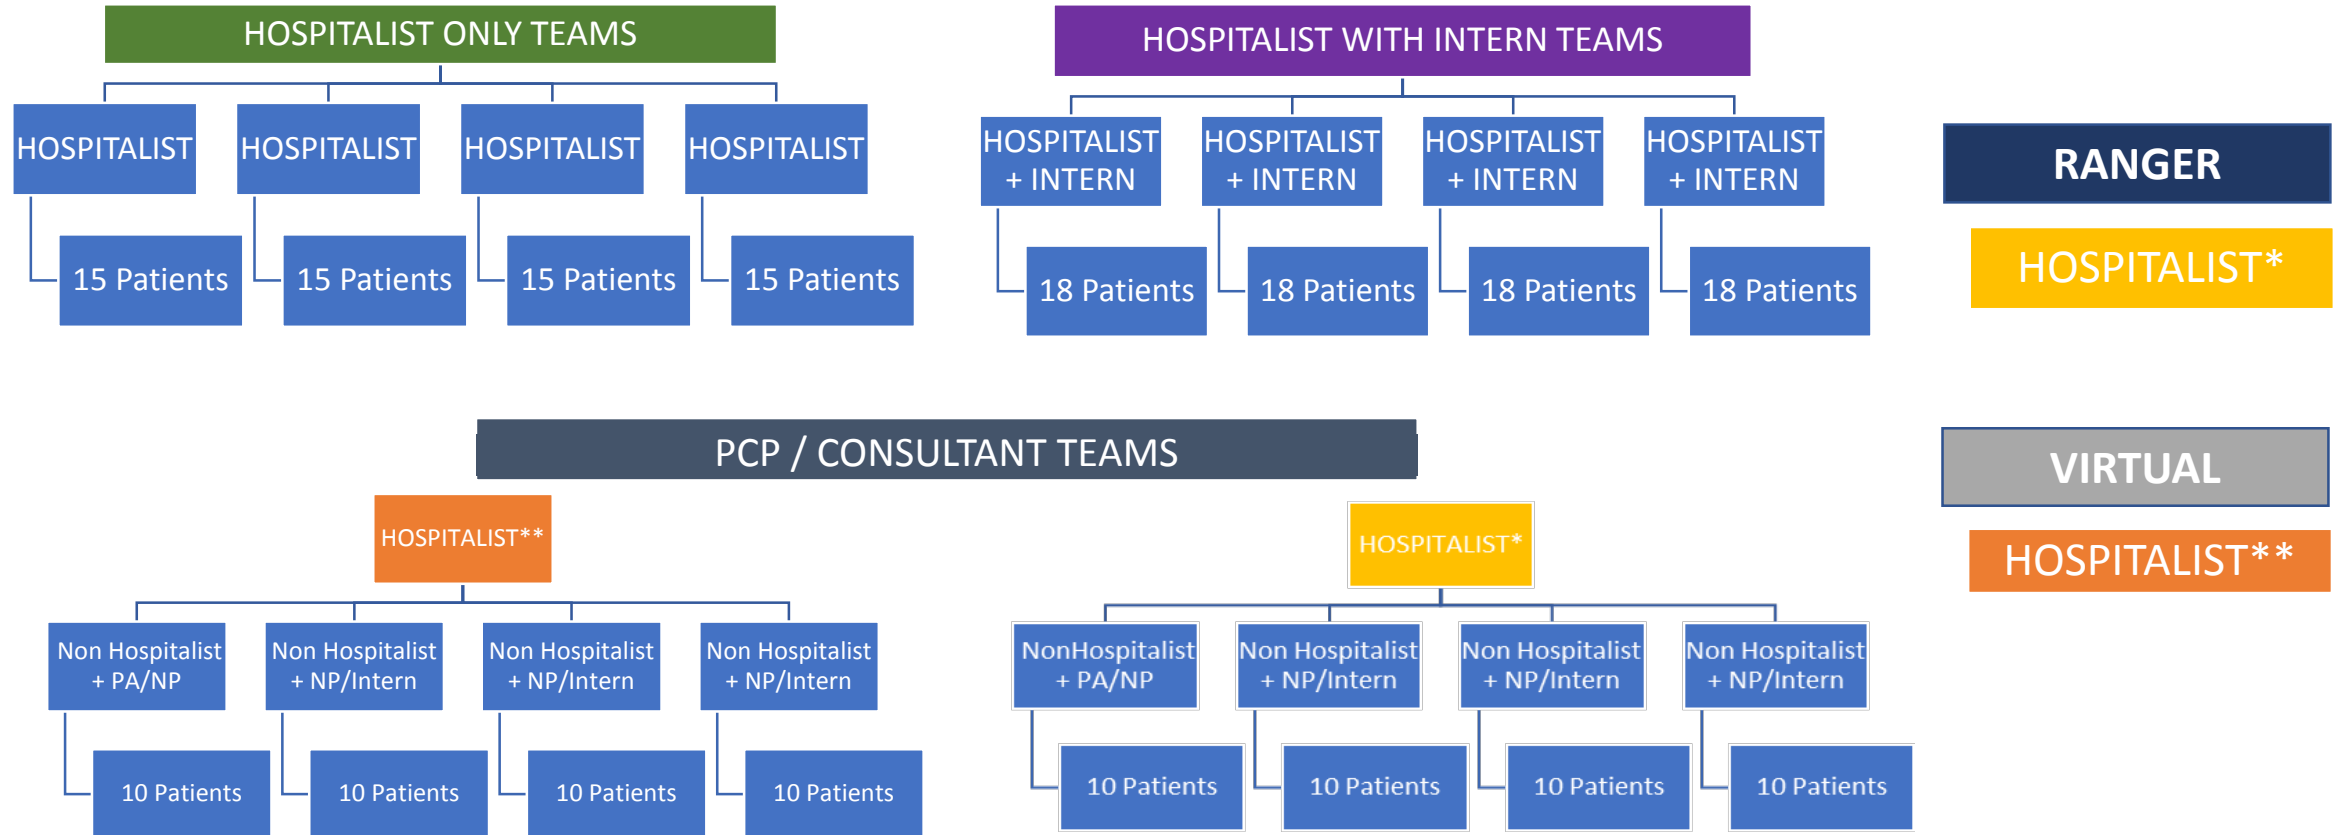 HOSPITALIST ONLY TEAMS
HOSPITALIST
HOSPITALIST
HOSPITALIST
HOSPITALIST
15 Patients
15 Patients
15 Patients
15 Patients
HOSPITALIST WITH INTERN TEAMS
HOSPITALIST
+ INTERN
HOSPITALIST
+ INTERN
HOSPITALIST
+ INTERN
HOSPITALIST
+ INTERN
18 Patients
18 Patients
18 Patients
18 Patients
RANGER
HOSPITALIST*
PCP / CONSULTANT TEAMS
HOSPITALIST**
Non Hospitalist
+ PA/NP
Non Hospitalist
+ NP/Intern
Non Hospitalist
+ NP/Intern
Non Hospitalist
+ NP/Intern
10 Patients
10 Patients
10 Patients
10 Patients
HOSPITALIST*
NonHospitalist
+ PA/NP
Non Hospitalist
+ NP/Intern
Non Hospitalist
+ NP/Intern
Non Hospitalist
+ NP/Intern
10 Patients
10 Patients
10 Patients
10 Patients
VIRTUAL
HOSPITALIST**